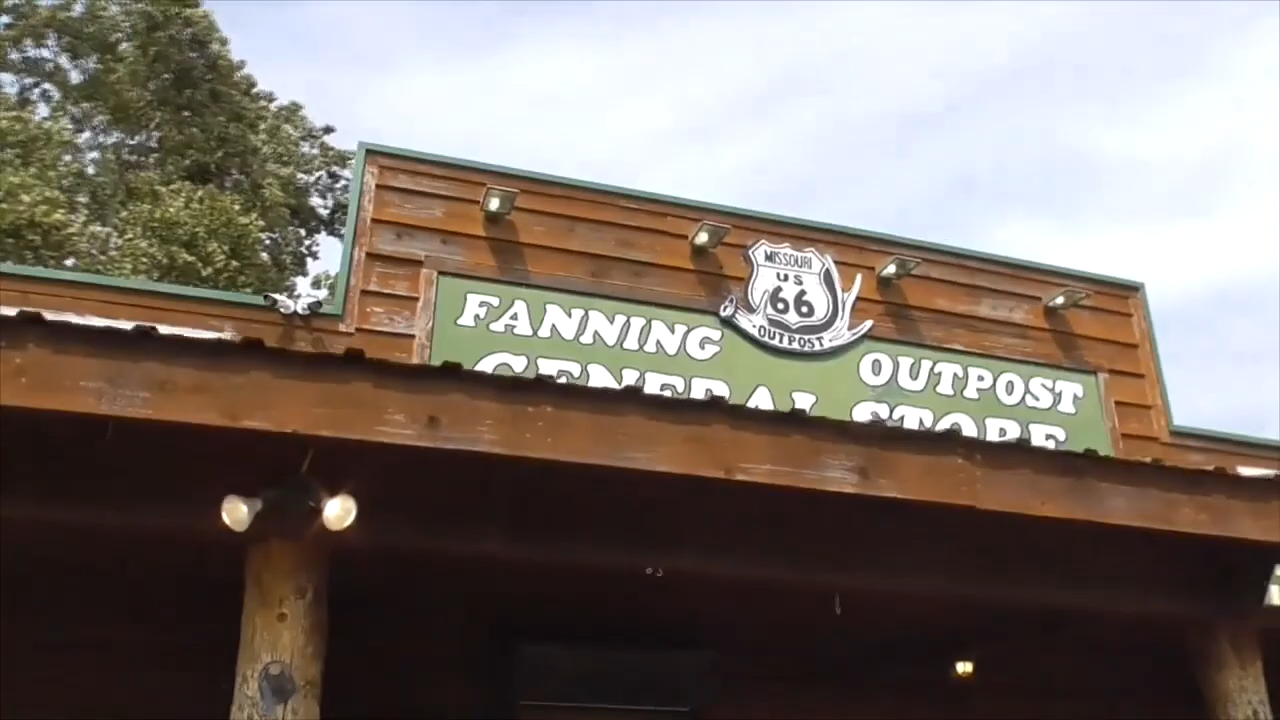 MISSOURI
US
66
OUTPOST
FANNING OUTPOST
GENERAL STORE